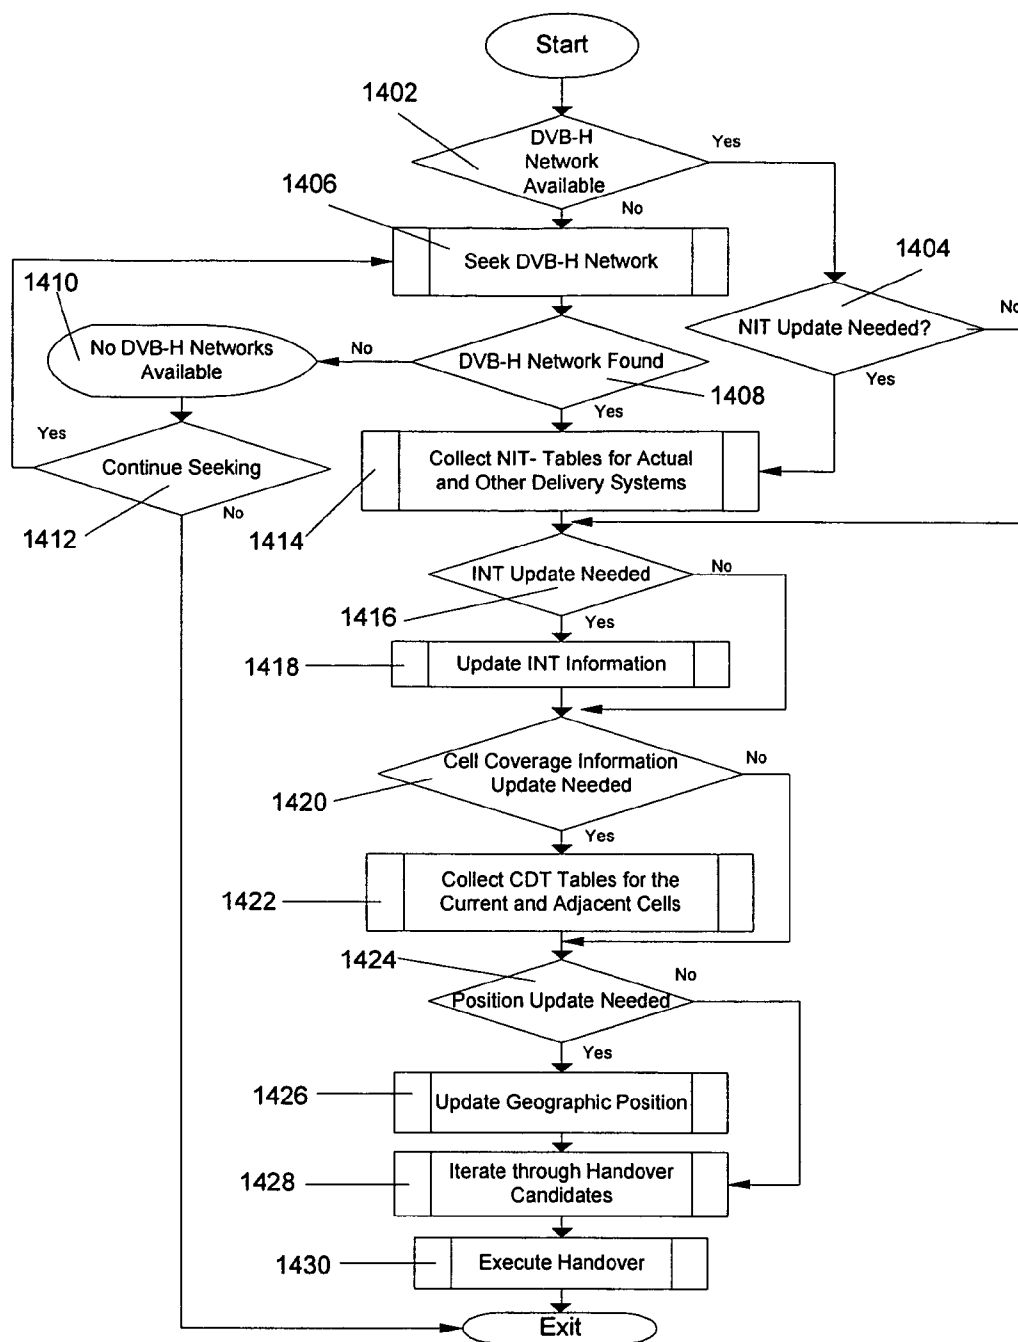 Start
1402
DVB-H
Network
Available
Yes
No
1406
Seek DVB-H Network
1404
NIT Update Needed?
No
Yes
1410
No DVB-H Networks
Available
No
DVB-H Network Found
1408
Yes
Yes
Continue Seeking
No
1412
Collect NIT- Tables for Actual
and Other Delivery Systems
1414
INT Update Needed
No
1416
Yes
1418
Update INT Information
Cell Coverage Information
Update Needed
No
1420
Yes
Collect CDT Tables for the
Current and Adjacent Cells
1422
1424
No
Position Update Needed
Yes
1426
Update Geographic Position
1428
Iterate through Handover
Candidates
1430
Execute Handover
Exit